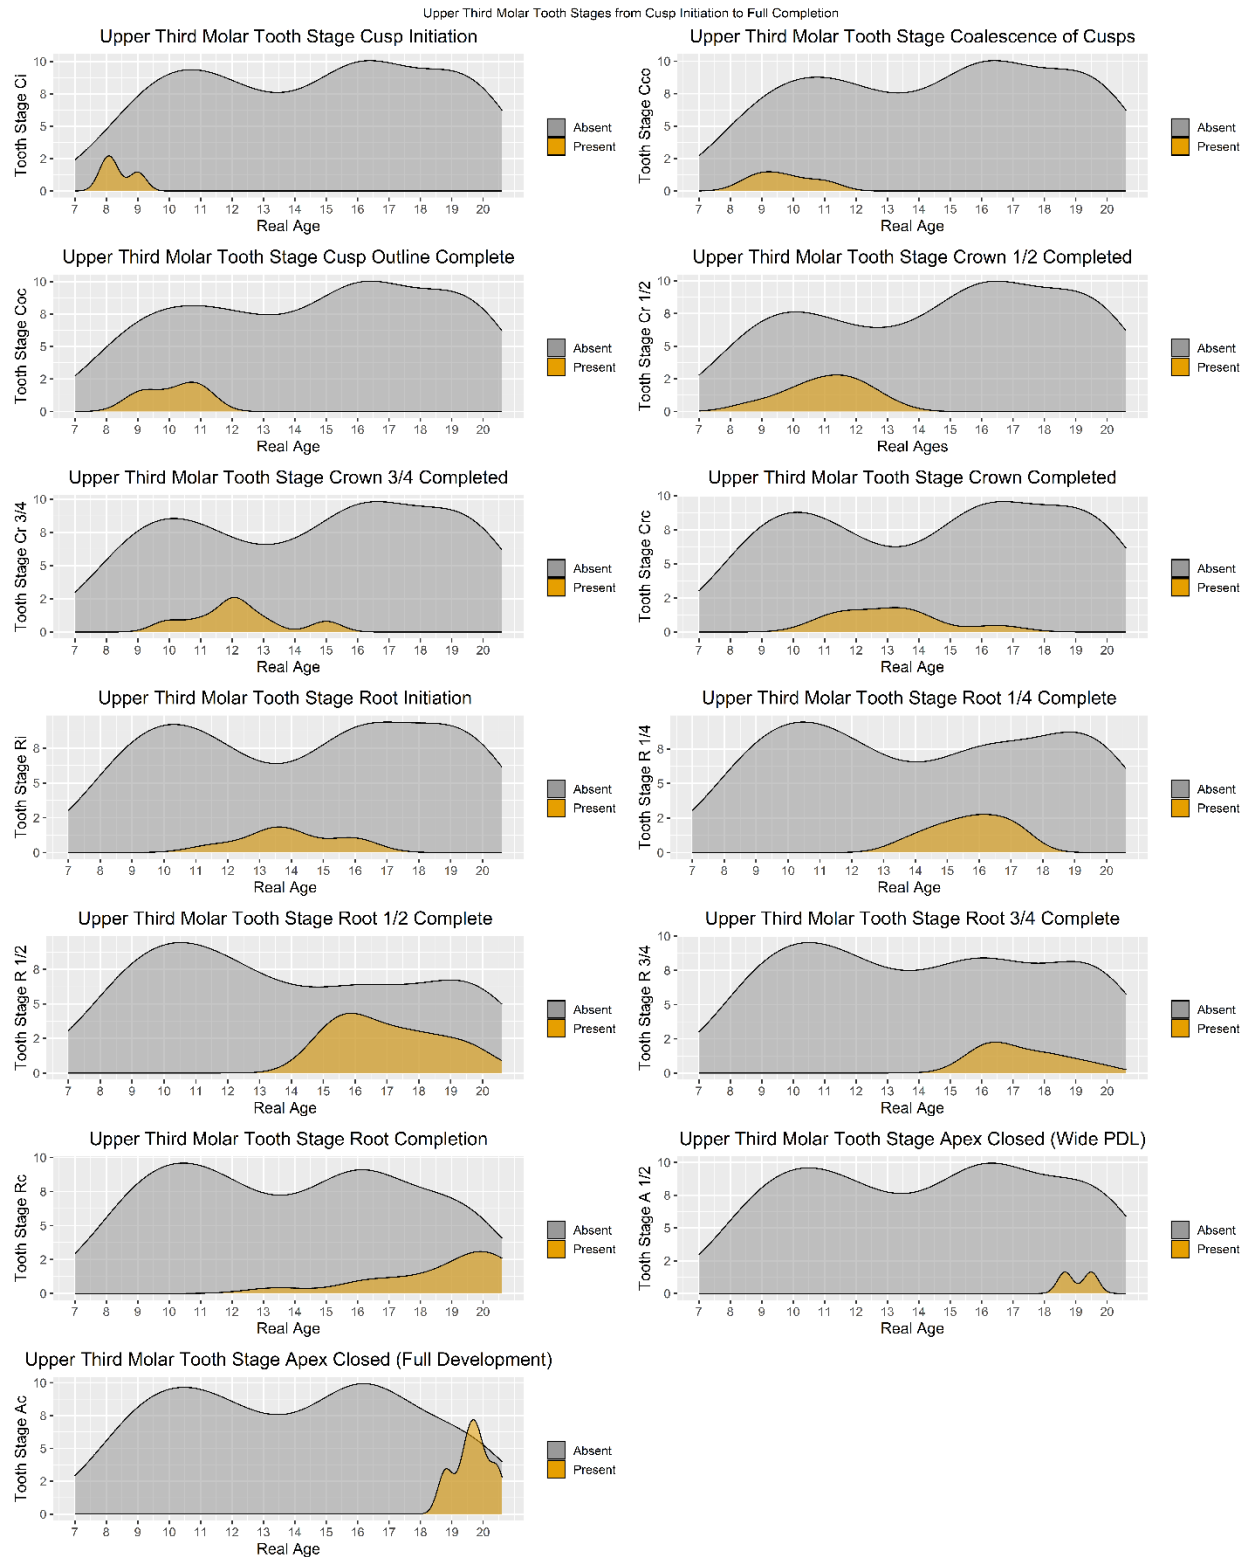 Upper Third Molar Tooth Stages from Cusp Initiation to Full Completion
Upper Third Molar Tooth Stage Cusp Initiation
Tooth Stage Ci
10
8
5
2
0
7 8 9 10 11 12 13 14 15 16 17 18 19 20
Real Age
Absent
Present
Upper Third Molar Tooth Stage Coalescence of Cusps
Tooth Stage Cco
10
8
5
2
0
7 8 9 10 11 12 13 14 15 16 17 18 19 20
Real Ages
Absent
Present
Upper Third Molar Tooth Stage Cusp Outline Complete
Tooth Stage Coc
10
8
5
2
0
7 8 9 10 11 12 13 14 15 16 17 18 19 20
Real Age
Absent
Present
Upper Third Molar Tooth Stage Crown 1/2 Completed
Tooth Stage Cr 1/2
10
8
5
2
0
7 8 9 10 11 12 13 14 15 16 17 18 19 20
Real Ages
Absent
Present
Upper Third Molar Tooth Stage Crown 3/4 Completed
Tooth Stage Cr 3/4
10
8
5
2
0
7 8 9 10 11 12 13 14 15 16 17 18 19 20
Real Age
Absent
Present
Upper Third Molar Tooth Stage Crown Completed
Tooth Stage Crc
10
8
5
2
0
7 8 9 10 11 12 13 14 15 16 17 18 19 20
Real Age
Absent
Present
Upper Third Molar Tooth Stage Root Initiation
Tooth Stage Ri
8
5
2
0
7 8 9 10 11 12 13 14 15 16 17 18 19 20
Real Age
Absent
Present
Upper Third Molar Tooth Stage Root 1/4 Complete
Tooth Stage R 1/4
8
5
2
0
7 8 9 10 11 12 13 14 15 16 17 18 19 20
Real Age
Absent
Present
Upper Third Molar Tooth Stage Root 1/2 Complete
Tooth Stage R 1/2
8
5
2
0
7 8 9 10 11 12 13 14 15 16 17 18 19 20
Real Age
Absent
Present
Upper Third Molar Tooth Stage Root 3/4 Complete
Tooth Stage R 3/4
10
8
5
2
0
7 8 9 10 11 12 13 14 15 16 17 18 19 20
Real Age
Absent
Present
Upper Third Molar Tooth Stage Root Completion
Tooth Stage Rc
10
8
5
2
0
7 8 9 10 11 12 13 14 15 16 17 18 19 20
Real Age
Absent
Present
Upper Third Molar Tooth Stage Apex Closed (Wide PDL)
Tooth Stage A 1/2
10
8
5
2
0
7 8 9 10 11 12 13 14 15 16 17 18 19 20
Real Age
Absent
Present
Upper Third Molar Tooth Stage Apex Closed (Full Development)
Tooth Stage Ac
10
8
5
2
0
7 8 9 10 11 12 13 14 15 16 17 18 19 20
Real Age
Absent
Present